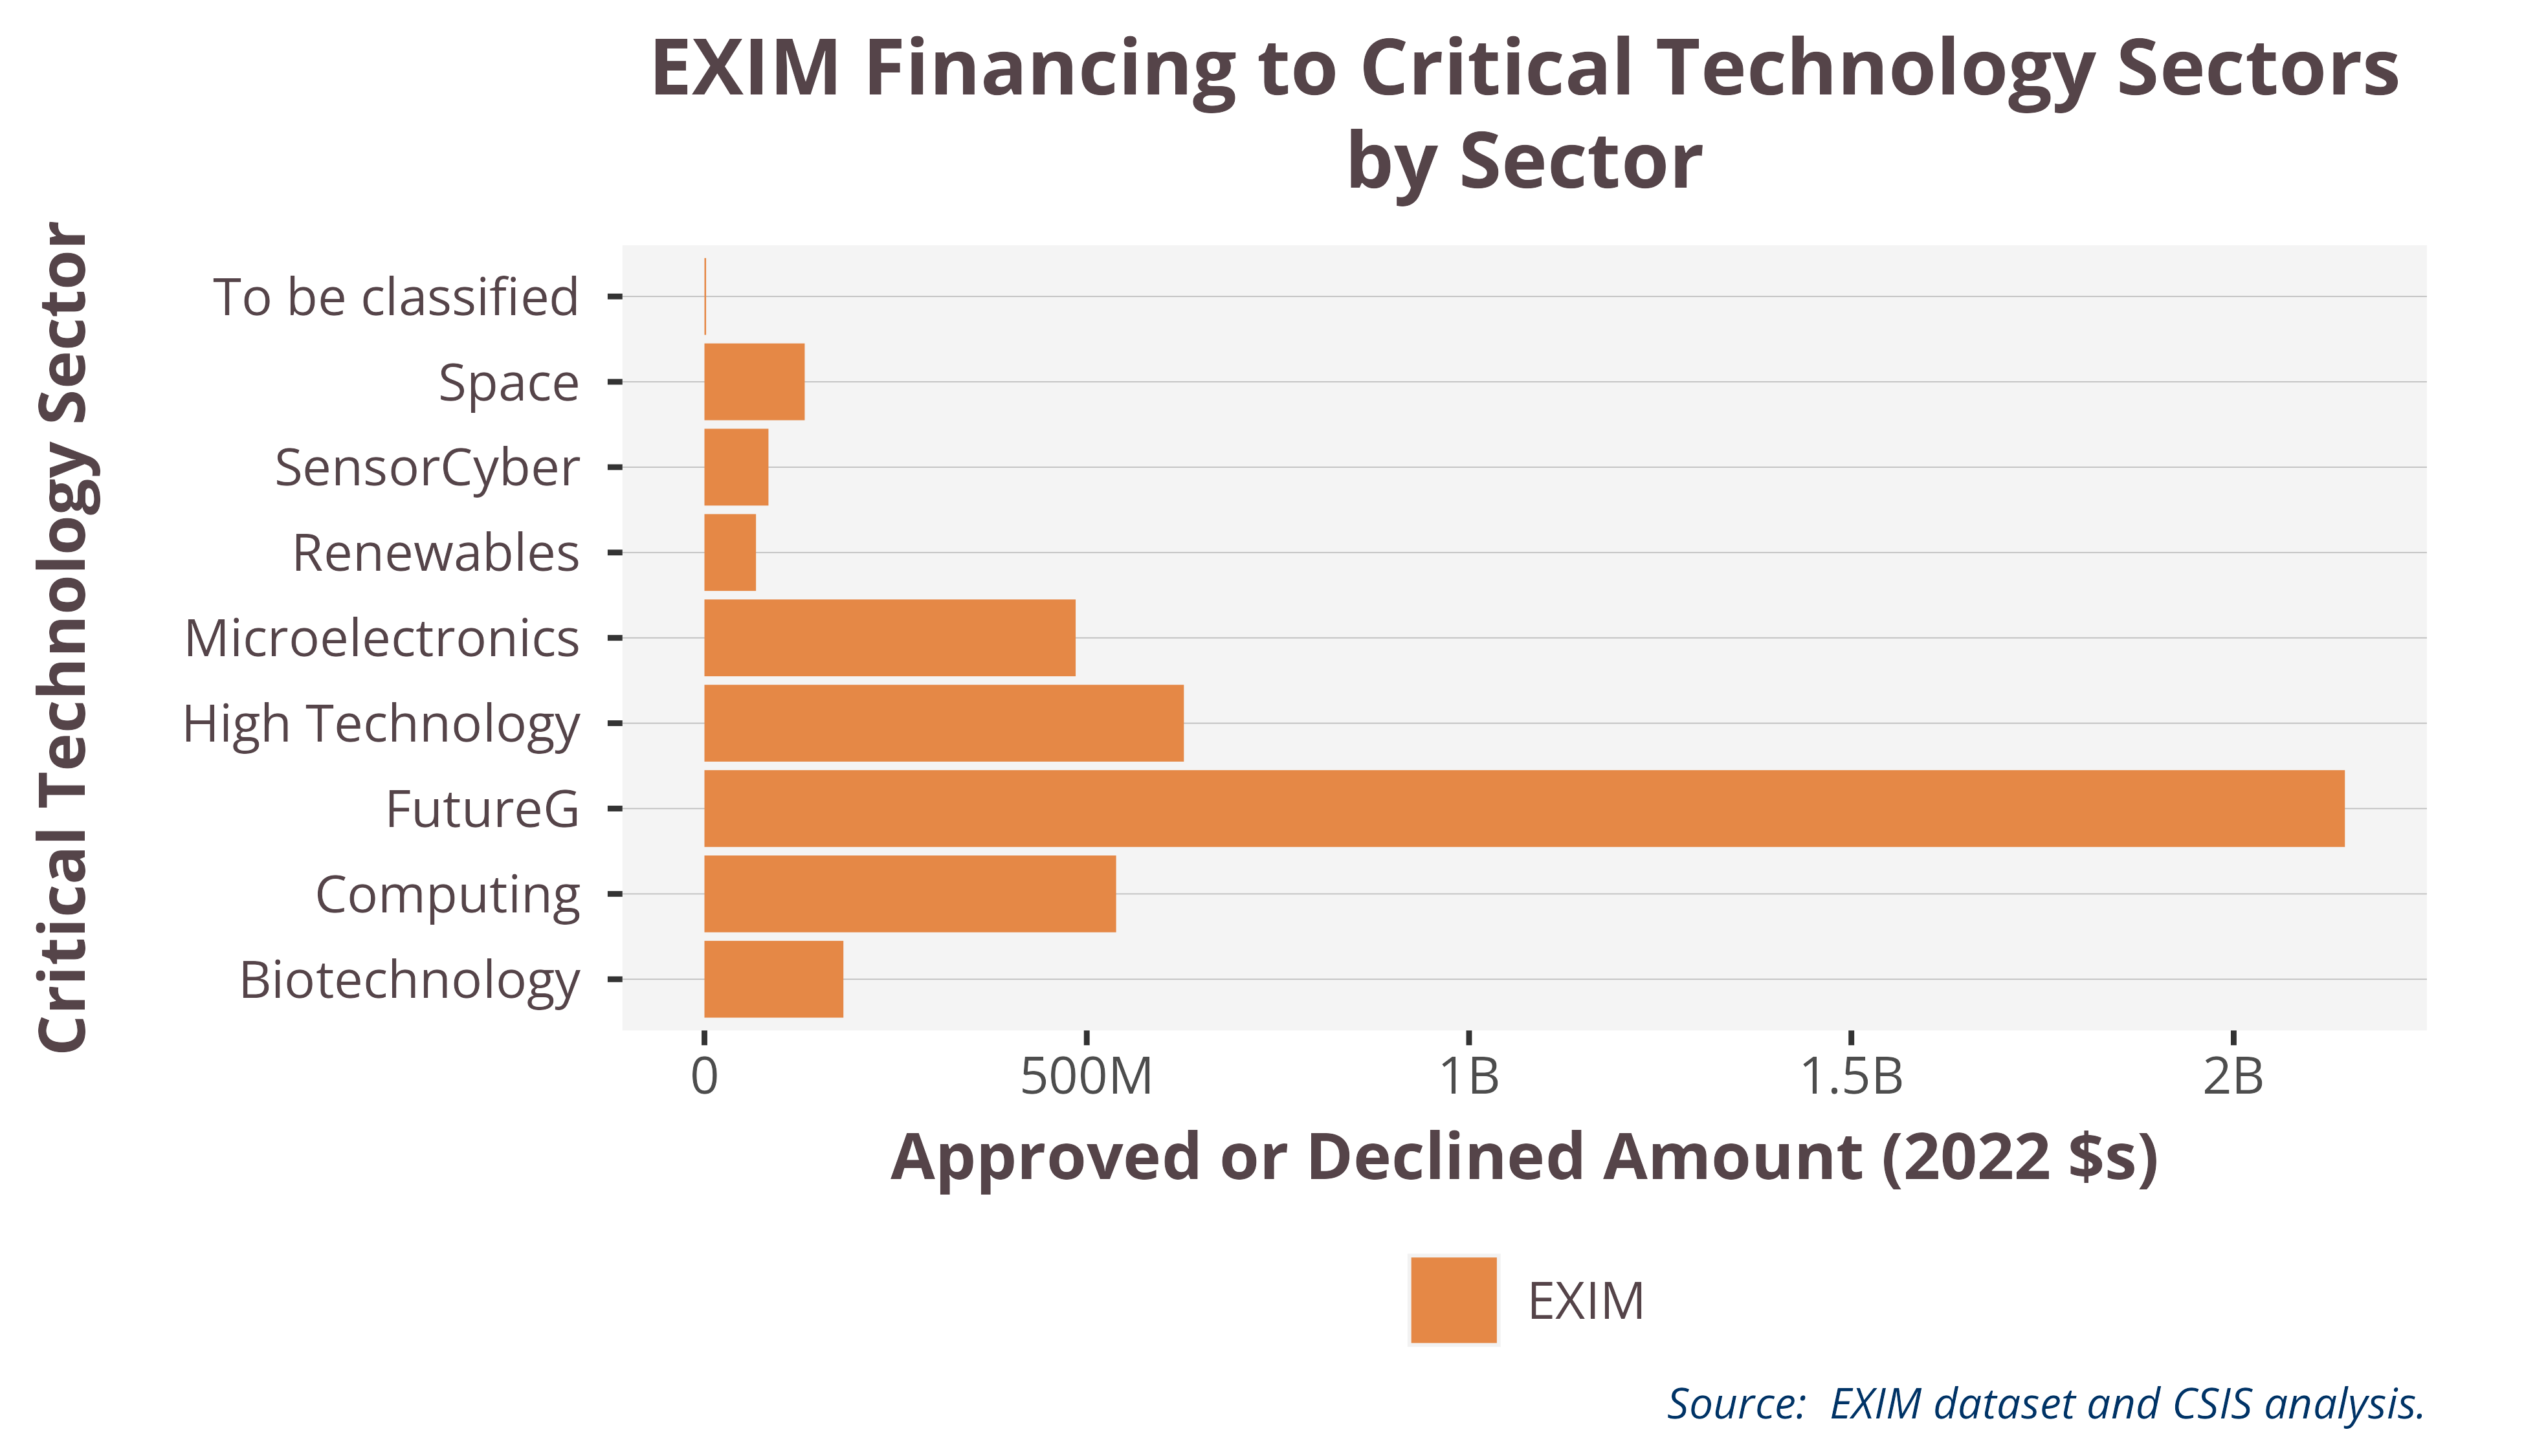 EXIM Financing to Critical Technology Sectors
by Sector
Critical Technology Sector
To be classified
Space
SensorCyber
Renewables
Microelectronics
High Technology
FutureG
Computing
Biotechnology
0 500M 1B 1.5B 2B
Approved or Declined Amount (2022 $s)
EXIM
Source: EXIM dataset and CSIS analysis.